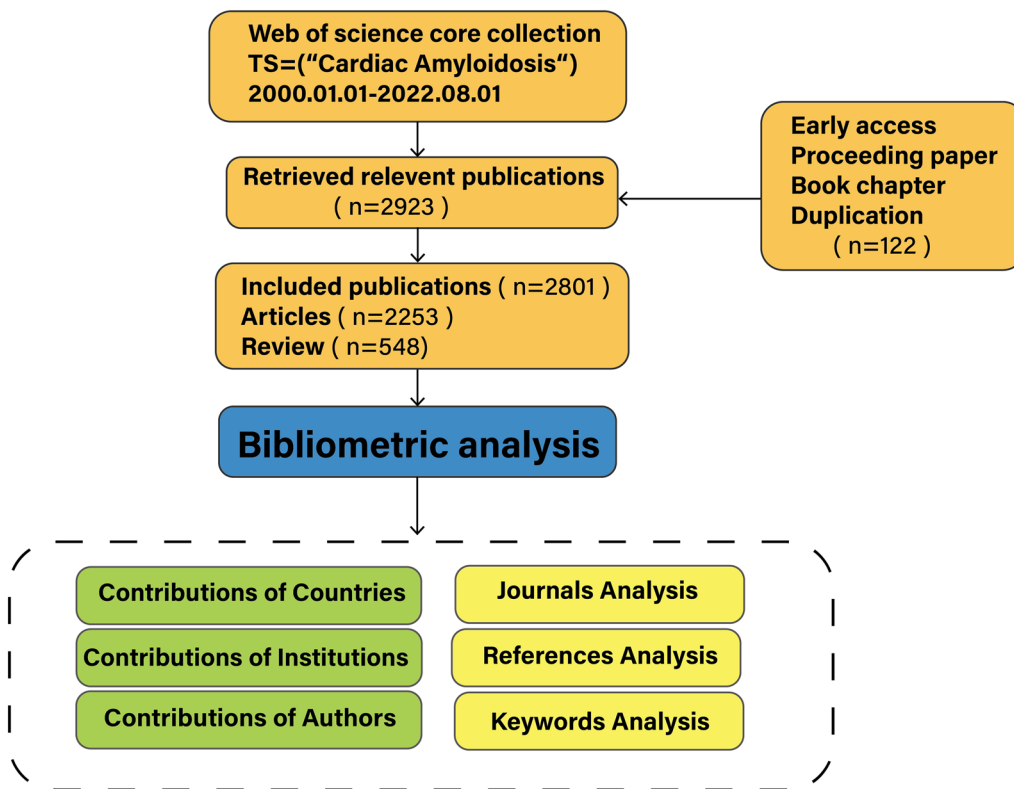 Web of science core collection
TS=(“Cardiac Amyloidosis“)
2000.01.01-2022.08.01
Retrieved relevent publications
( n=2923 )
Early access
Proceeding paper
Book chapter
Duplication
( n=122 )
Included publications ( n=2801 )
Articles ( n=2253 )
Review ( n=548)
Bibliometric analysis
Contributions of Countries
Contributions of Institutions
Contributions of Authors
Journals Analysis
References Analysis
Keywords Analysis